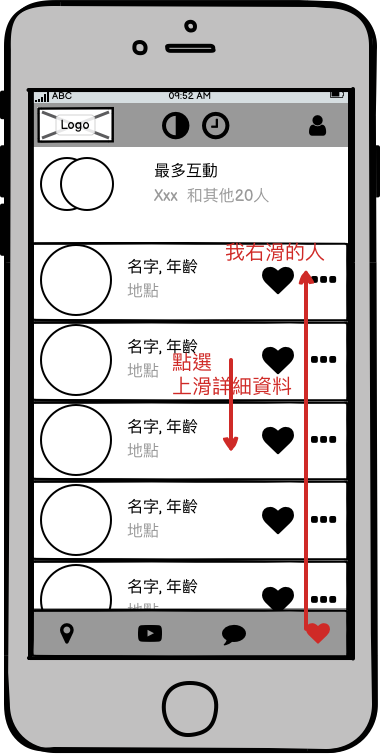 ABC
09:52 AM
Logo
最多互動
Xxx 和其他20人
我右滑的人
名字, 年齡
地點
名字, 年齡
地點
點選
上滑詳細資料
名字, 年齡
地點
名字, 年齡
地點
名字, 年齡
地點